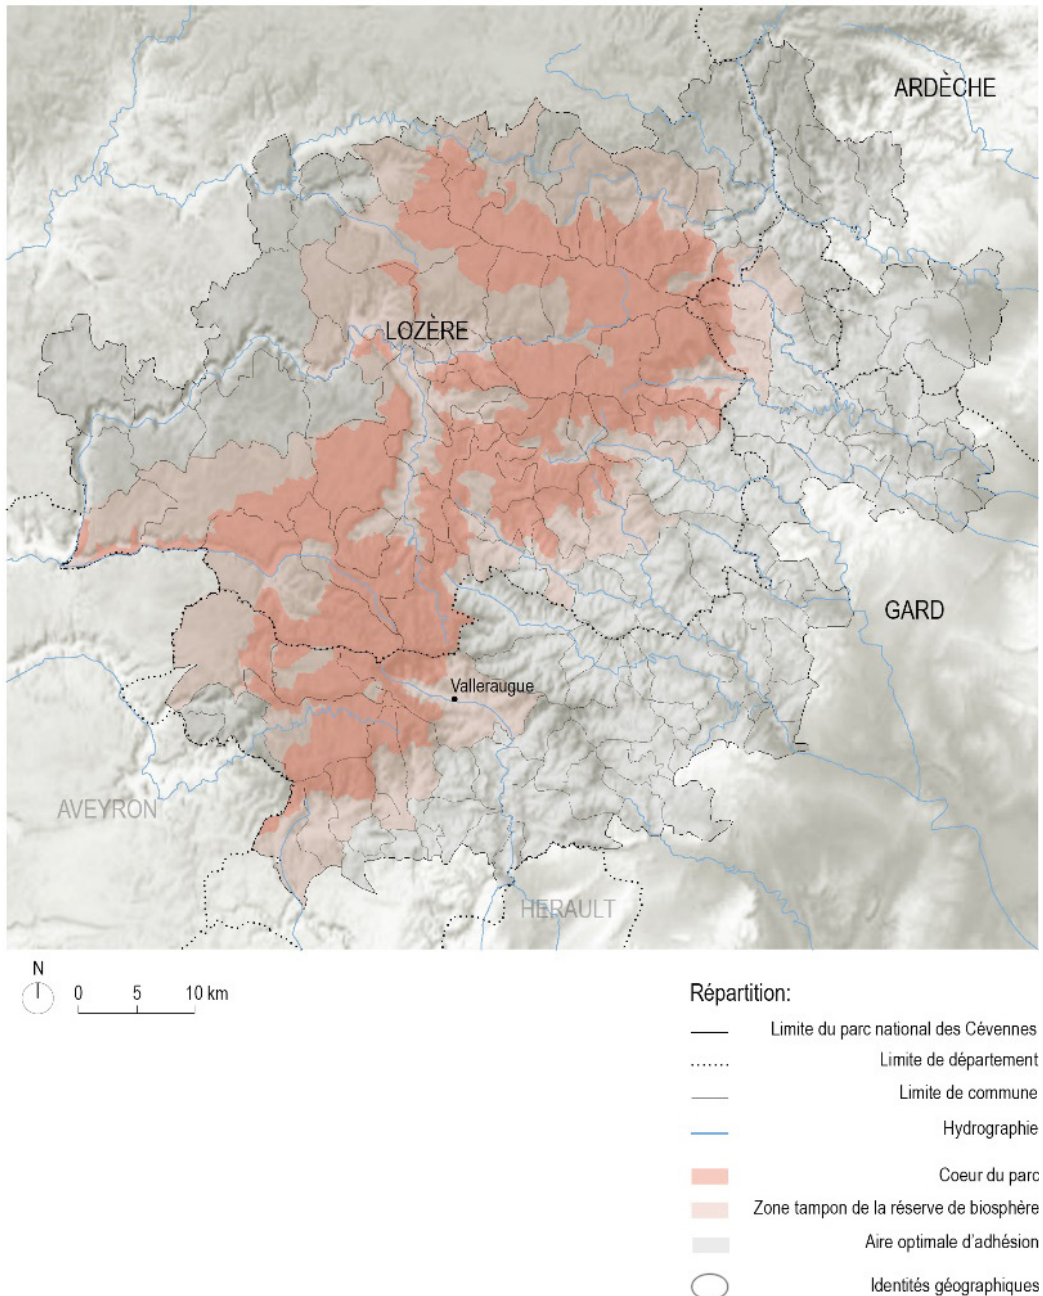 ARDÈCHE
LOZÈRE
GARD
Valleraugue
AVEYRON
HERAULT
N
0 5 10 km
Répartition:
Limite du parc national des Cévennes
Limite de département
Limite de commune
Hydrographie
Coeur du parc
Zone tampon de la réserve de biosphère
Aire optimale d'adhésion
Identités géographiques